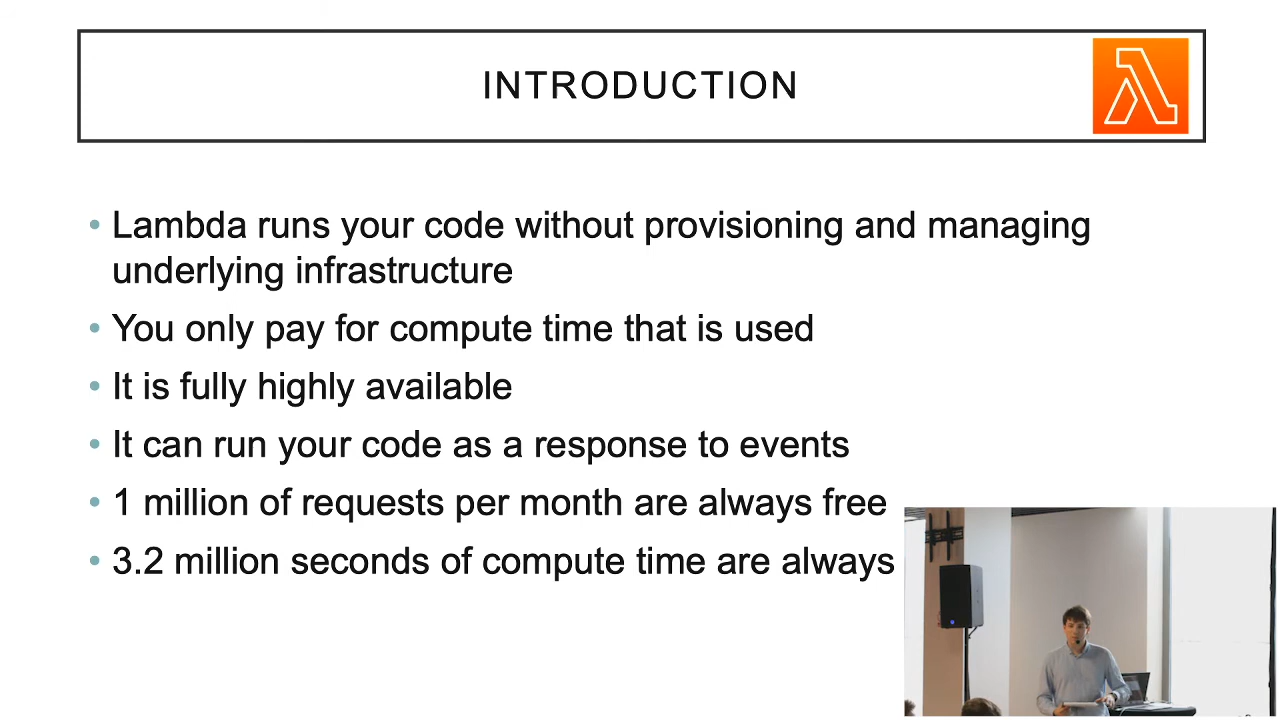 INTRODUCTION
• Lambda runs your code without provisioning and managing
underlying infrastructure
• You only pay for compute time that is used
• It is fully highly available
• It can run your code as a response to events
• 1 million of requests per month are always free
• 3.2 million seconds of compute time are always